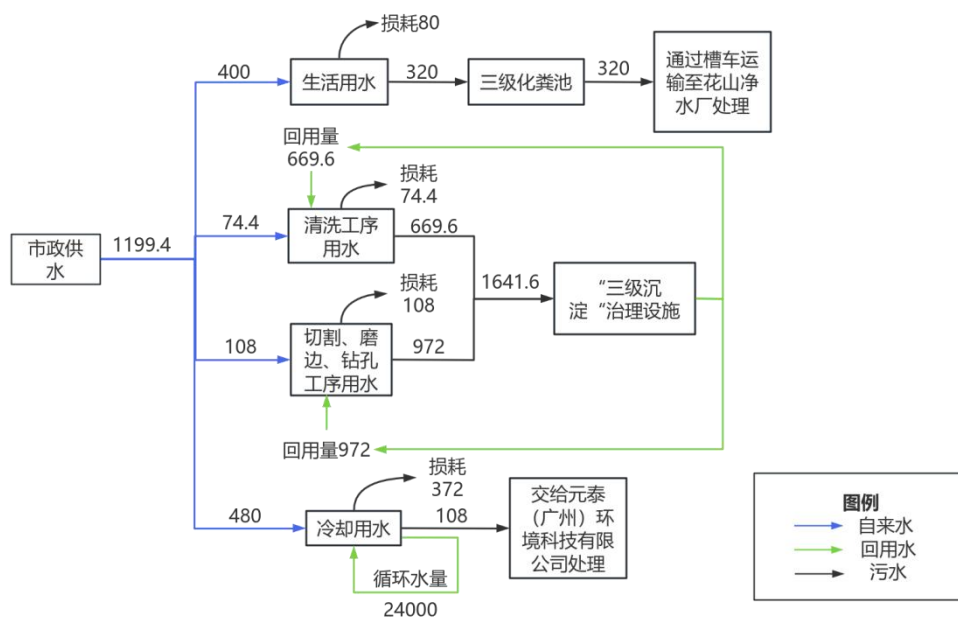 损耗80
400
生活用水
320
三级化粪池
320
通过槽车运
输至花山净
水厂处理
回用量
669.6
损耗
74.4
74.4
清洗工序
用水
669.6
市政供
水
1199.4
1641.6
“三级沉
淀“治理设施
损耗
108
108
切割、磨
边、钻孔
工序用水
972
回用量972
损耗
372
480
冷却用水
108
交给元泰
（广州）环
境科技有限
公司处理
循环水量
24000
图例
自来水
回用水
污水